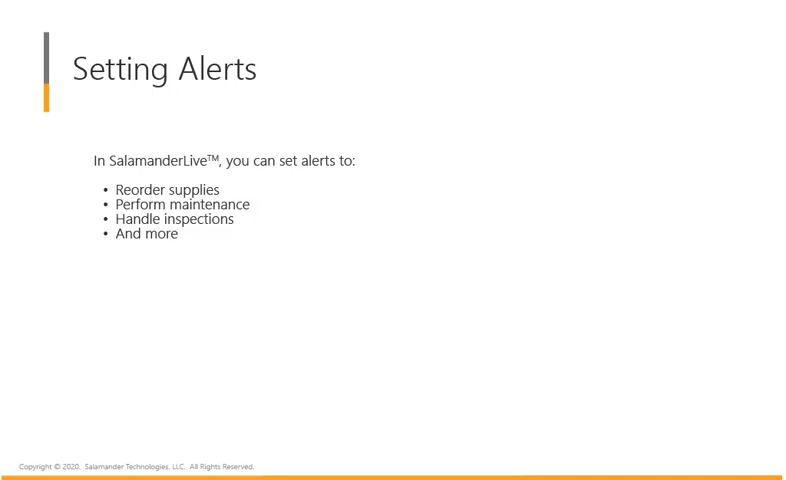 Setting Alerts
In SalamanderLive™, you can set alerts to:
• Reorder supplies
• Perform maintenance
• Handle inspections
• And more
Copyright © 2020. Salamander Technologies, LLC. All Rights Reserved.